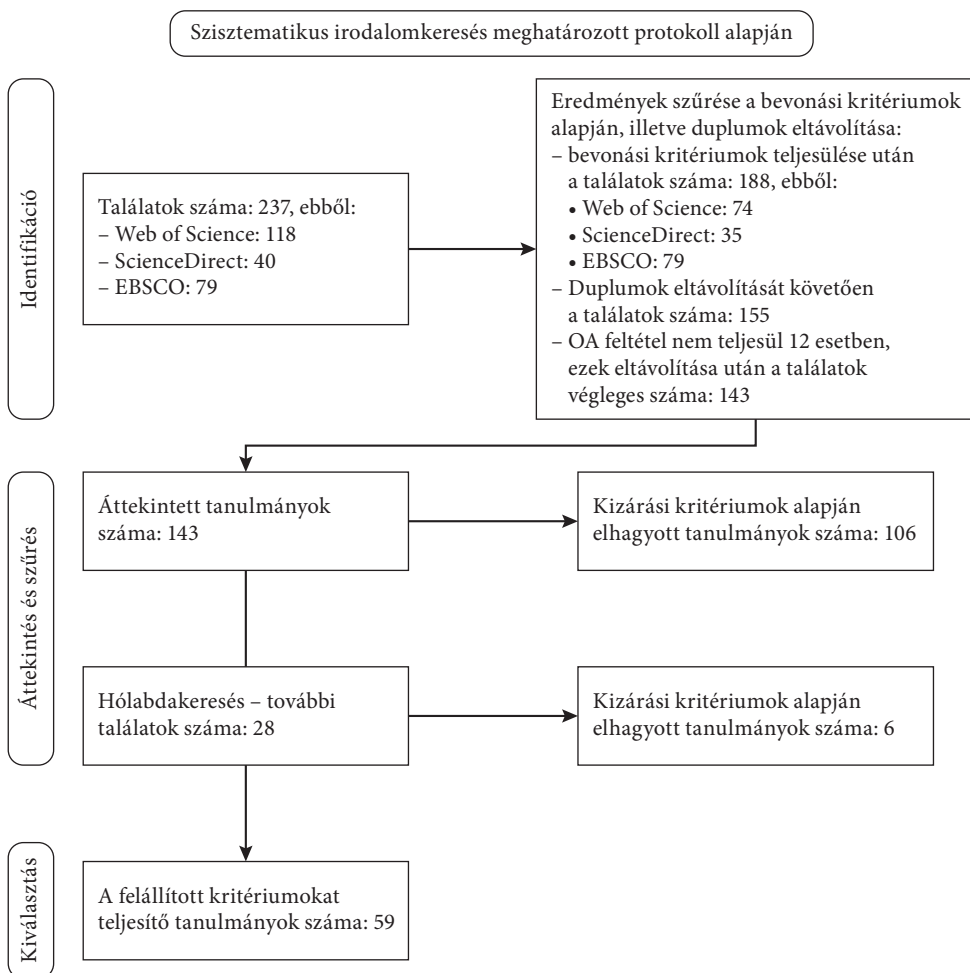 Szisztematikus irodalomkeresés meghatározott protokoll alapján
Identifikáció
Találatok száma: 237, ebből:
– Web of Science: 118
– ScienceDirect: 40
– EBSCO: 79
Eredmények szűrése a bevonási kritériumok
alapján, illetve duplumok eltávolítása:
– bevonási kritériumok teljesülése után
a találatok száma: 188, ebből:
• Web of Science: 74
• ScienceDirect: 35
• EBSCO: 79
– Duplumok eltávolítását követően
a találatok száma: 155
– OA feltétel nem teljesül 12 esetben,
ezek eltávolítása után a találatok
végleges száma: 143
Áttekintés és szűrés
Áttekintett tanulmányok
száma: 143
Kizárási kritériumok alapján
elhagyott tanulmányok száma: 106
Hólabdakeresés – további
találatok száma: 28
Kizárási kritériumok alapján
elhagyott tanulmányok száma: 6
Kiválasztás
A felállított kritériumokat
teljesítő tanulmányok száma: 59